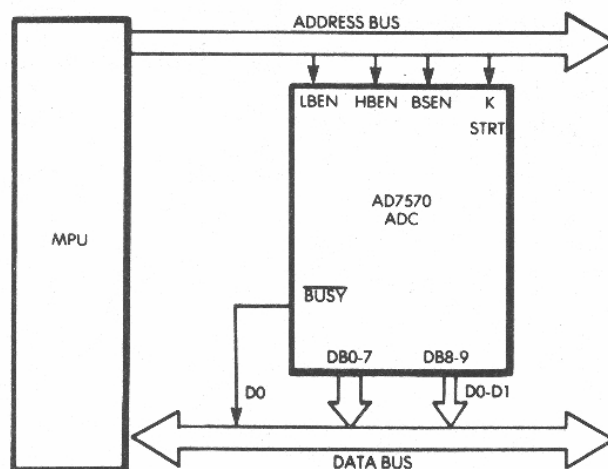 ADDRESS BUS
LBEN HBEN BSEN K
STRT
AD7570
ADC
MPU
BUSY
DB0-7 DB8-9
D0 D0-D1
DATA BUS